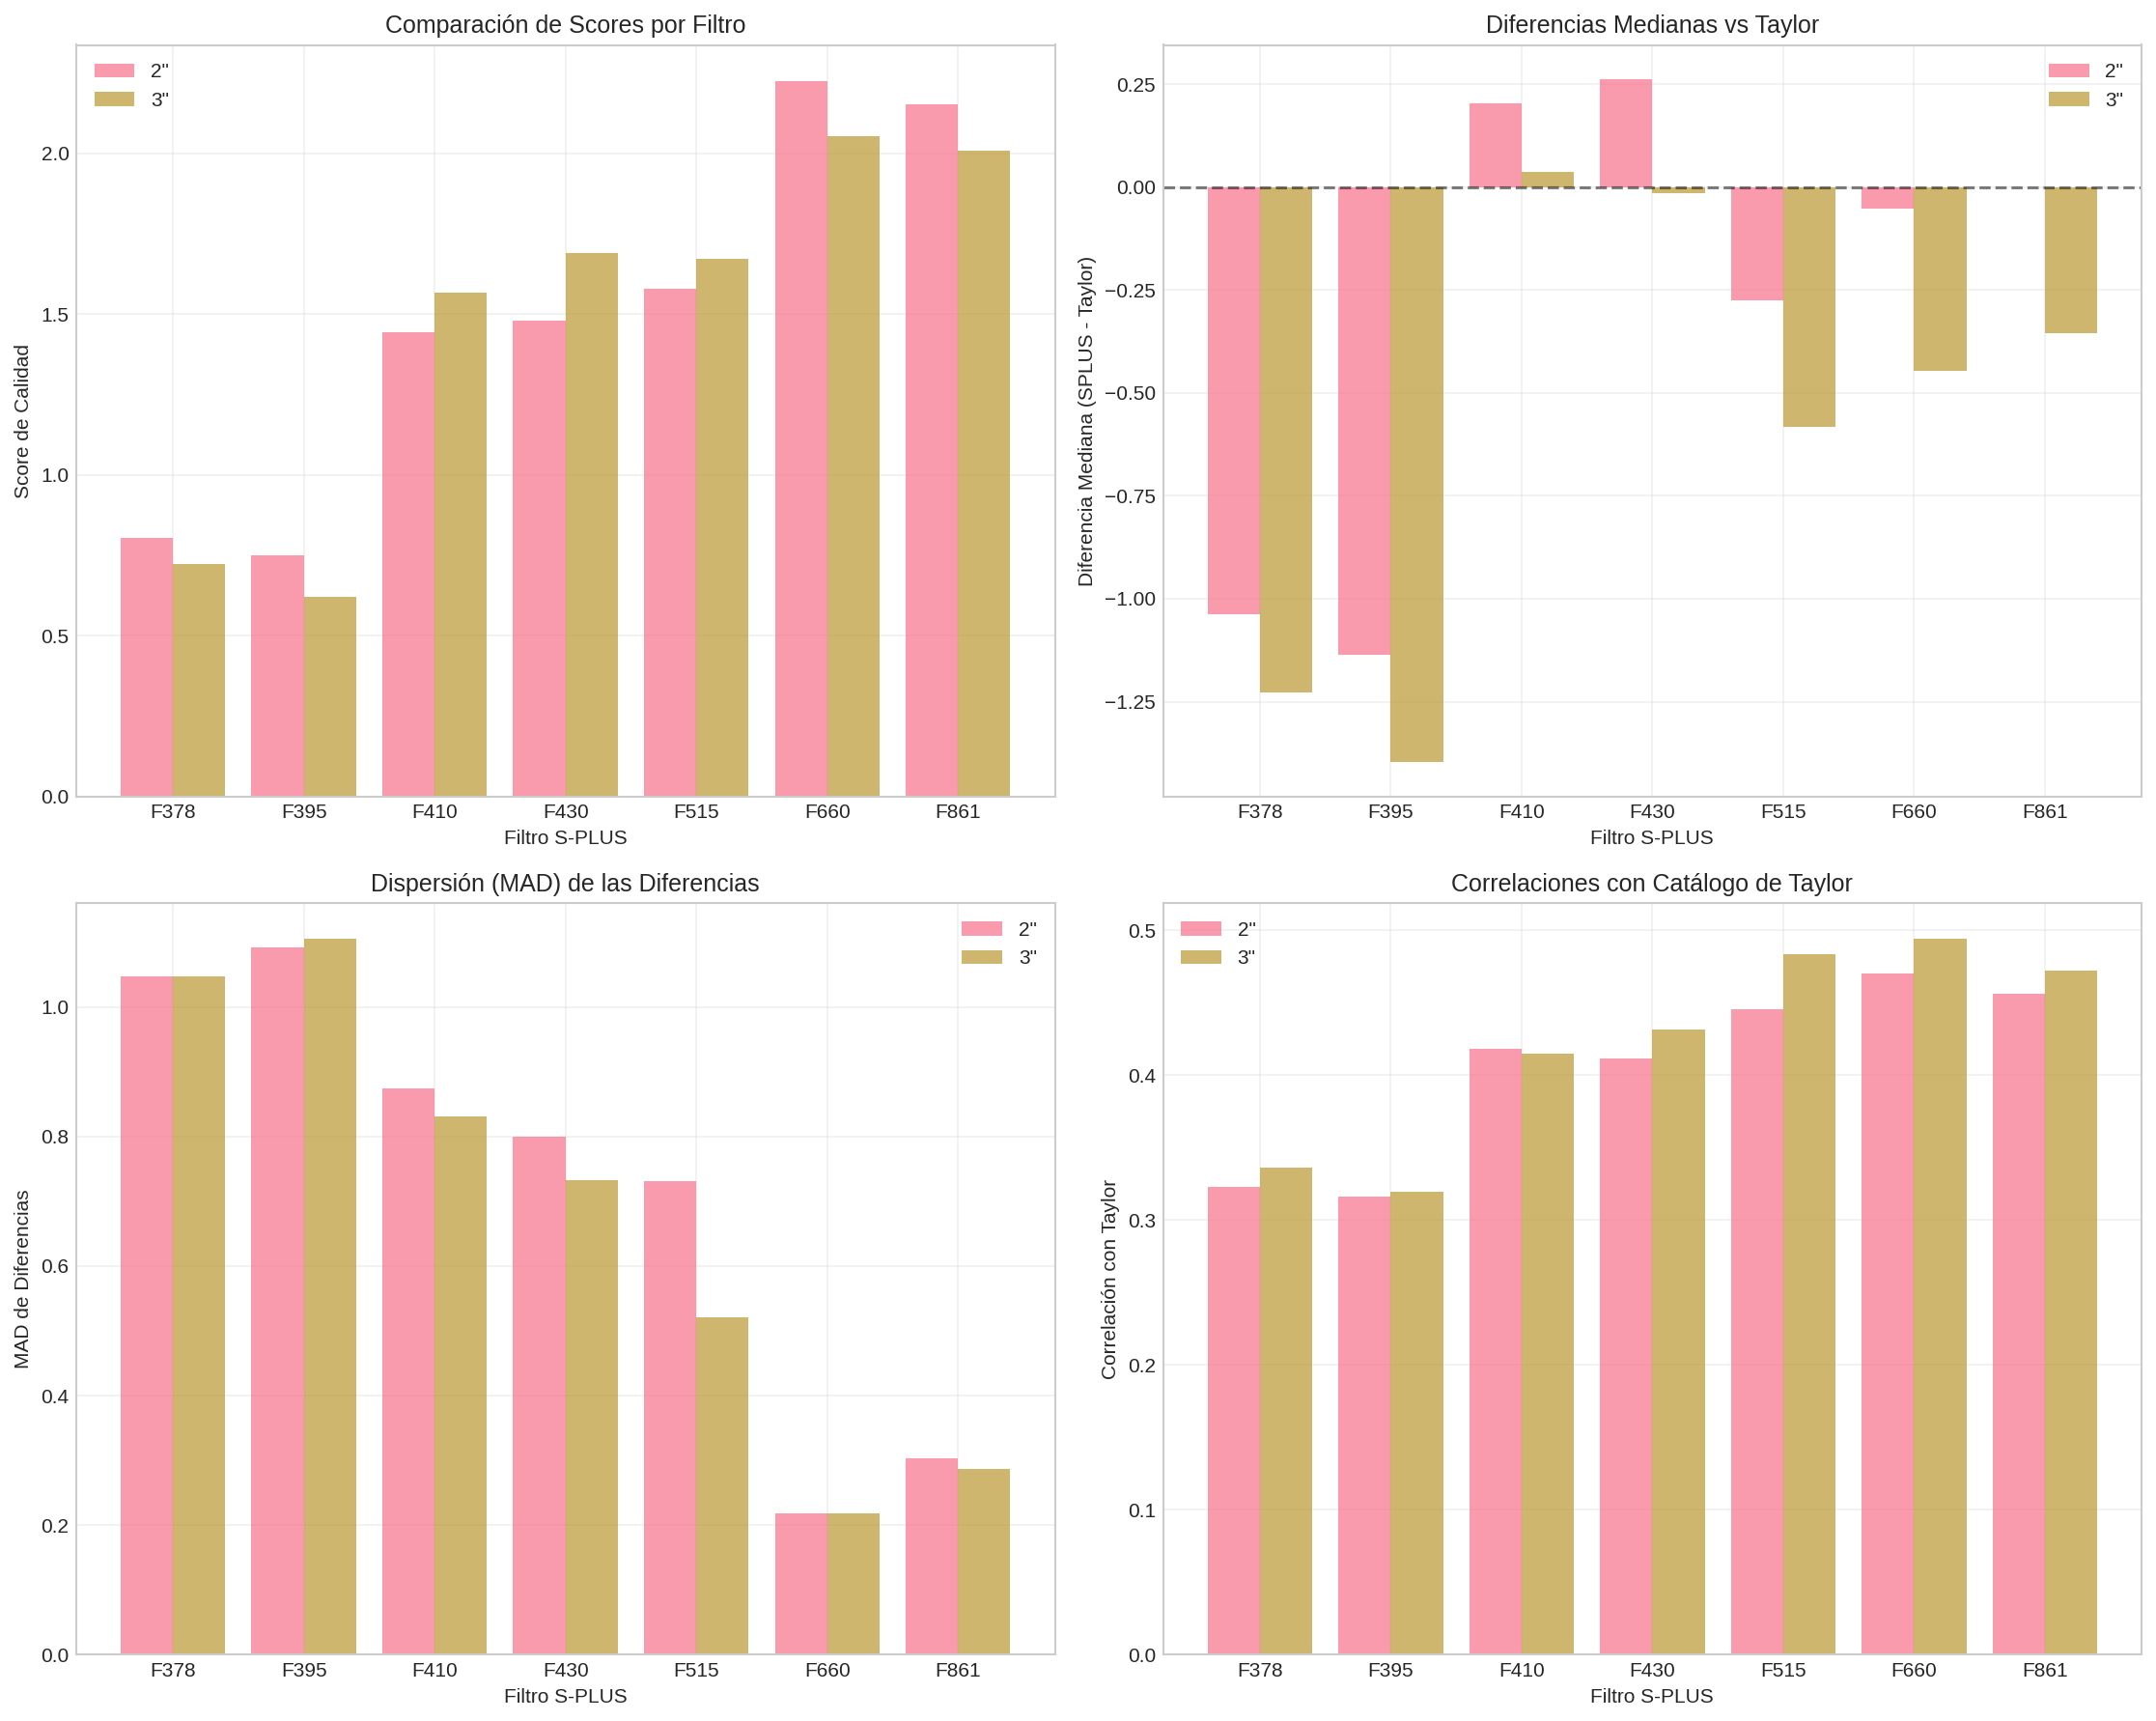 Comparación de Scores por Filtro
2"
3"
Score de Calidad
2.0
1.5
1.0
0.5
0.0
F378 F395 F410 F430 F515 F660 F861
Filtro S-PLUS
Diferencias Medianas vs Taylor
2"
3"
Diferencia Mediana (SPLUS - Taylor)
0.25
0.00
−0.25
−0.50
−0.75
−1.00
−1.25
F378 F395 F410 F430 F515 F660 F861
Filtro S-PLUS
Dispersión (MAD) de las Diferencias
2"
3"
MAD de Diferencias
1.0
0.8
0.6
0.4
0.2
0.0
F378 F395 F410 F430 F515 F660 F861
Filtro S-PLUS
Correlaciones con Catálogo de Taylor
2"
3"
Correlación con Taylor
0.5
0.4
0.3
0.2
0.1
0.0
F378 F395 F410 F430 F515 F660 F861
Filtro S-PLUS